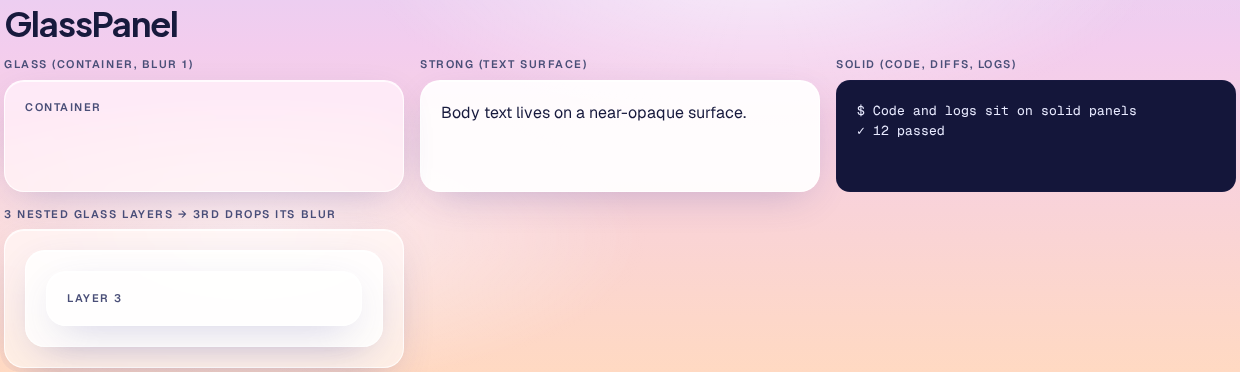 GlassPanel
GLASS (CONTAINER, BLUR 1)
CONTAINER
STRONG (TEXT SURFACE)
Body text lives on a near-opaque surface.
SOLID (CODE, DIFFS, LOGS)
$ Code and logs sit on solid panels
✓ 12 passed
3 NESTED GLASS LAYERS → 3RD DROPS ITS BLUR
LAYER 3